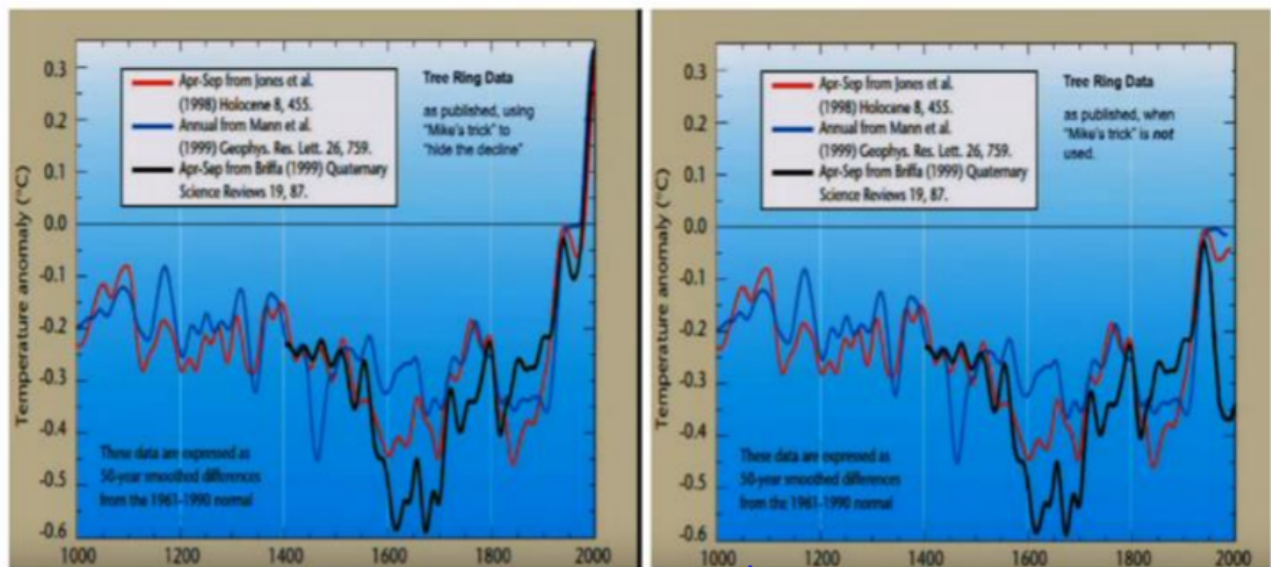 Temperature anomaly (°C)
0.3
0.2
0.1
0.0
-0.1
-0.2
-0.3
-0.4
-0.5
-0.6
Apr-Sep from Jones et al.
(1998) Holocene 8, 455.
Annual from Mann et al.
(1999) Geophys. Res. Lett. 26, 759.
Apr-Sep from Briffa (1999) Quaternary
Science Reviews 19, 87.
Tree Ring Data
as published, using
"Mike's trick" to
"hide the decline"
These data are expressed as
50-year smoothed differences
from the 1961-1990 normal
1000 1200 1400 1600 1800 2000
Temperature anomaly (°C)
0.3
0.2
0.1
0.0
-0.1
-0.2
-0.3
-0.4
-0.5
-0.6
Apr-Sep from Jones et al.
(1998) Holocane 8, 455.
Annual from Mann et al.
(1999) Geophys. Res. Lett. 26, 759.
Apr-Sep from Briffa (1999) Quaternary
Science Reviews 19, 87.
Tree Ring Data
as published, when
"Mike's trick" is not
used.
These data are expressed as
50-year smoothed differences
from the 1961-1990 normal
1000 1200 1400 1600 1800 2000